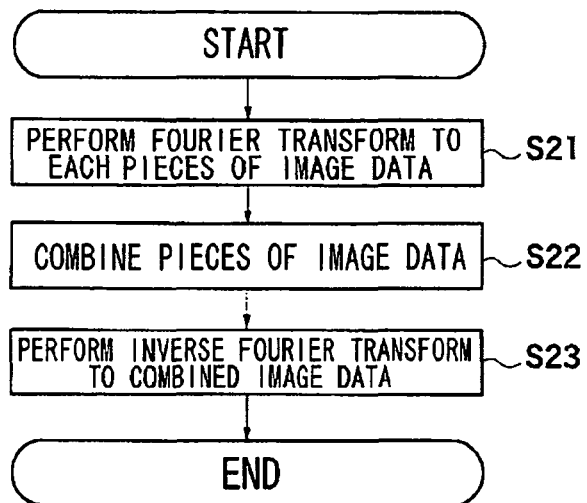 START
PERFORM FOURIER TRANSFORM TO
EACH PIECES OF IMAGE DATA
S21
COMBINE PIECES OF IMAGE DATA
S22
PERFORM INVERSE FOURIER TRANSFORM
TO COMBINED IMAGE DATA
S23
END